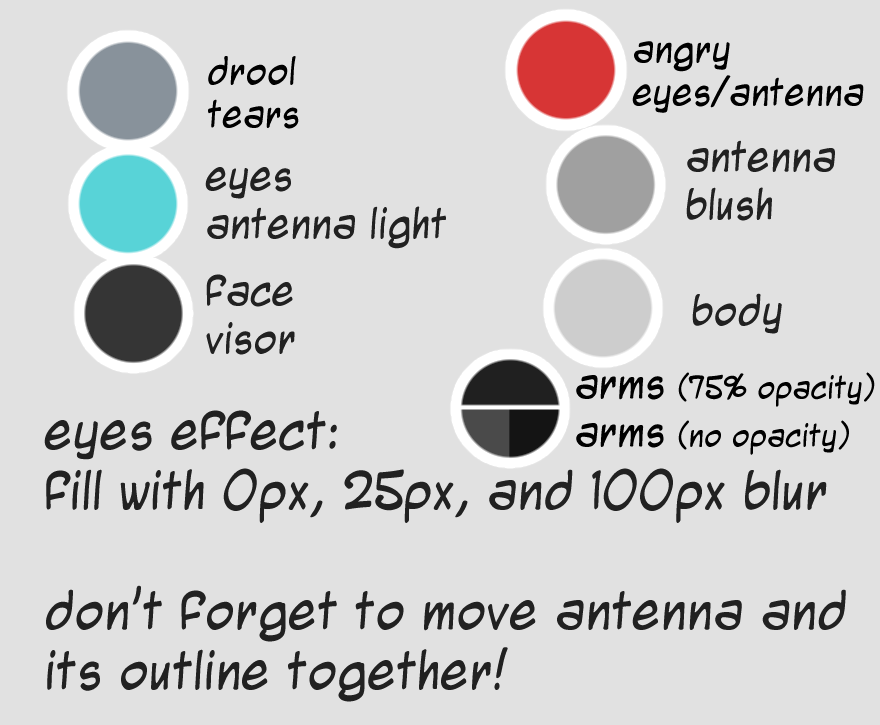 drool
tears
eyes
antenna light
face
visor
angry
eyes/antenna
antenna
blush
body
arms (75% opacity)
arms (no opacity)
eyes effect:
fill with 0px, 25px, and 100px blur
don't forget to move antenna and
its outline together!